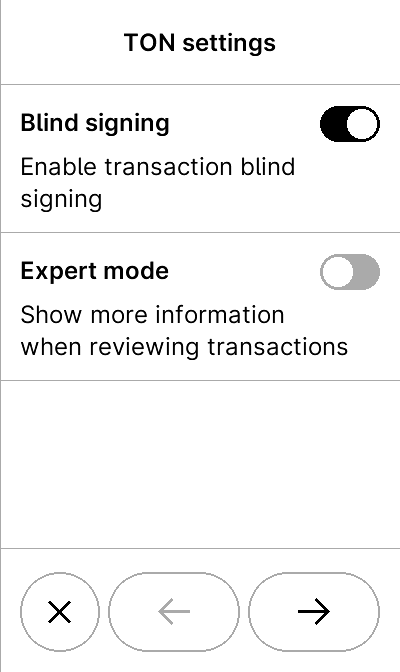 TON settings
Blind signing
Enable transaction blind
signing
Expert mode
Show more information
when reviewing transactions